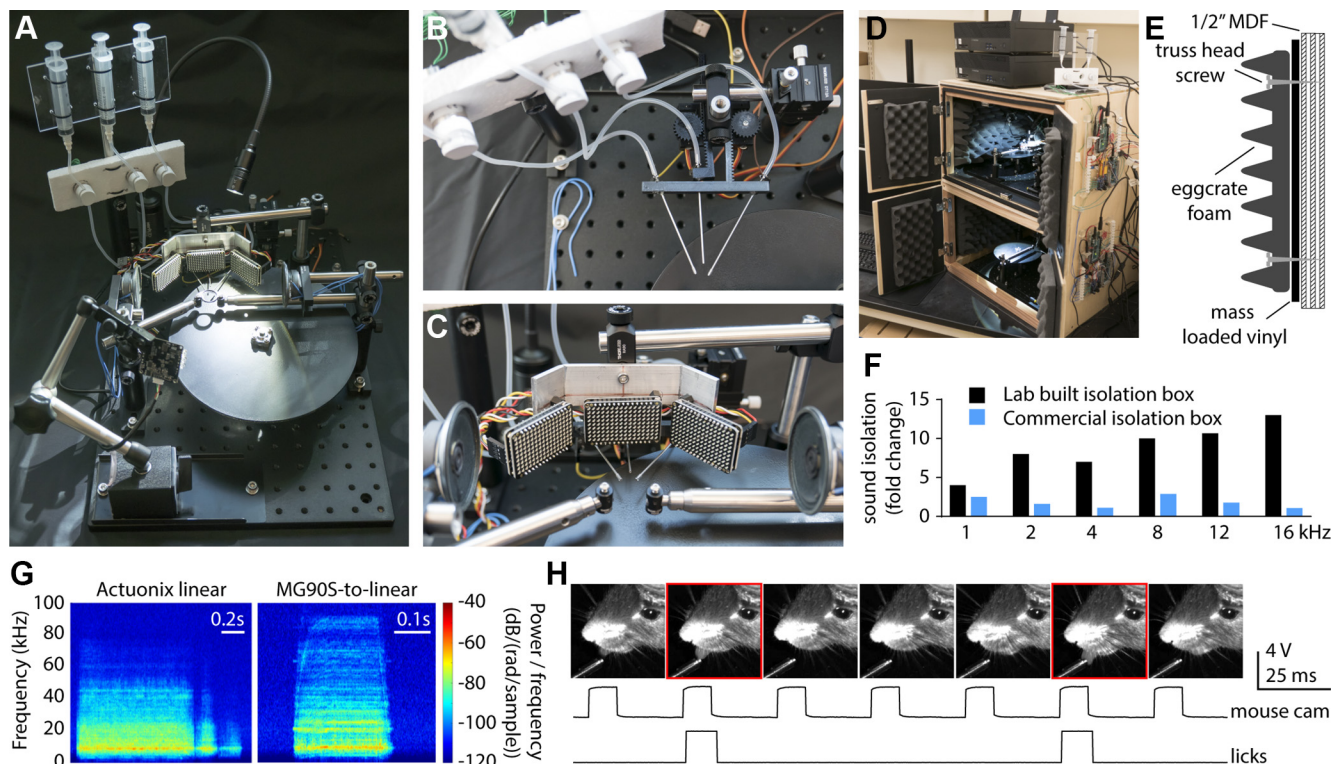 A
B
C
D
E
1/2” MDF
truss head
screw
eggcrate
foam
mass
loaded vinyl
F
sound isolation
(fold change)
15
10
5
0
Lab built isolation box
Commercial isolation box
1 2 4 8 12 16 kHz
G
Actuonix linear
MG90S-to-linear
Frequency (kHz)
100
80
60
40
20
0
0.2s
0.1s
-40
-60
-80
-100
-120
Power / frequency
(dB/(rad/sample))
H
4 V
25 ms
mouse cam
licks